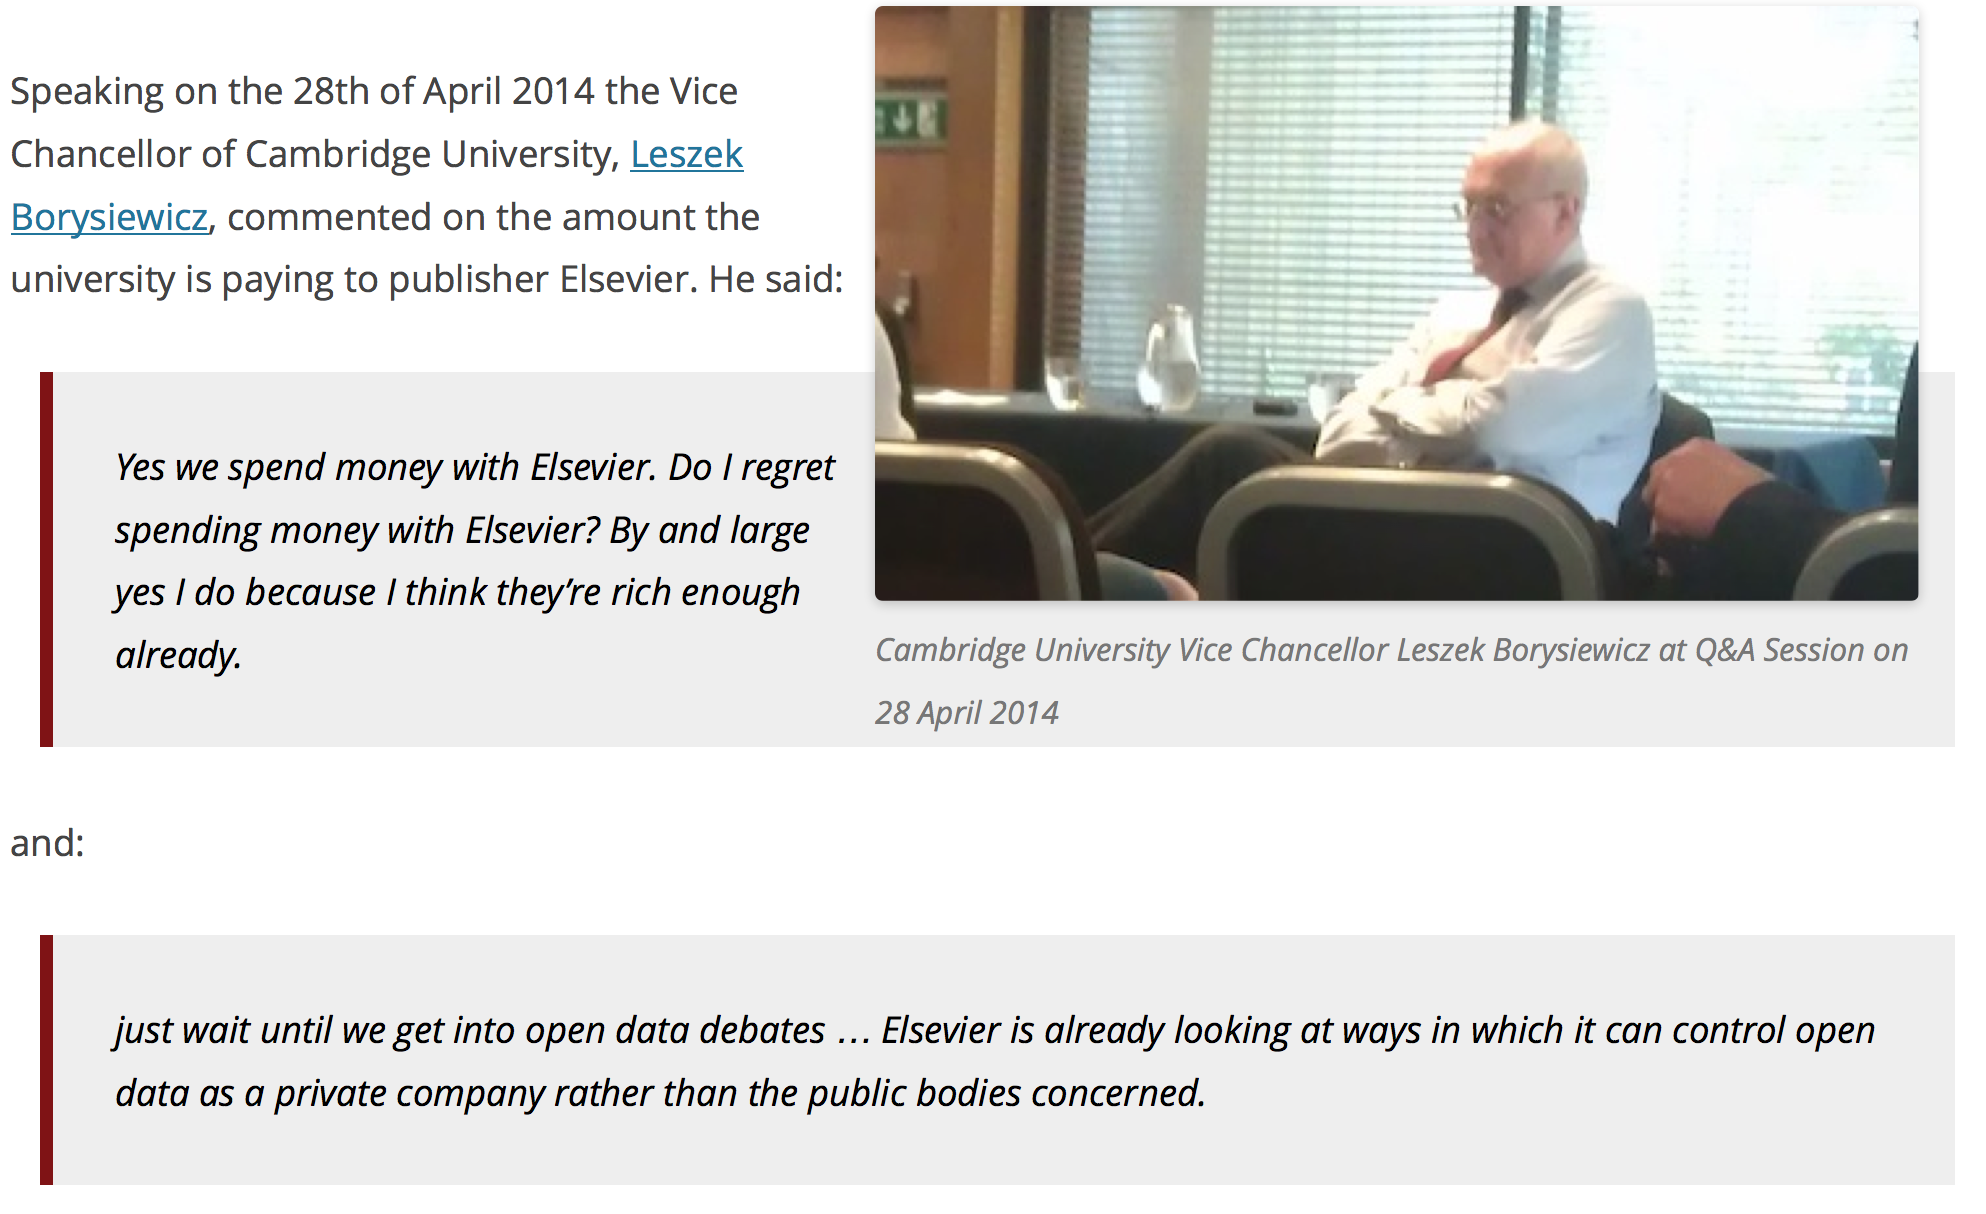 Speaking on the 28th of April 2014 the Vice
Chancellor of Cambridge University, Leszek
Borysiewicz, commented on the amount the
university is paying to publisher Elsevier. He said:
Yes we spend money with Elsevier. Do I regret
spending money with Elsevier? By and large
yes I do because I think they’re rich enough
already.
Cambridge University Vice Chancellor Leszek Borysiewicz at Q&A Session on
28 April 2014
and:
just wait until we get into open data debates … Elsevier is already looking at ways in which it can control open
data as a private company rather than the public bodies concerned.